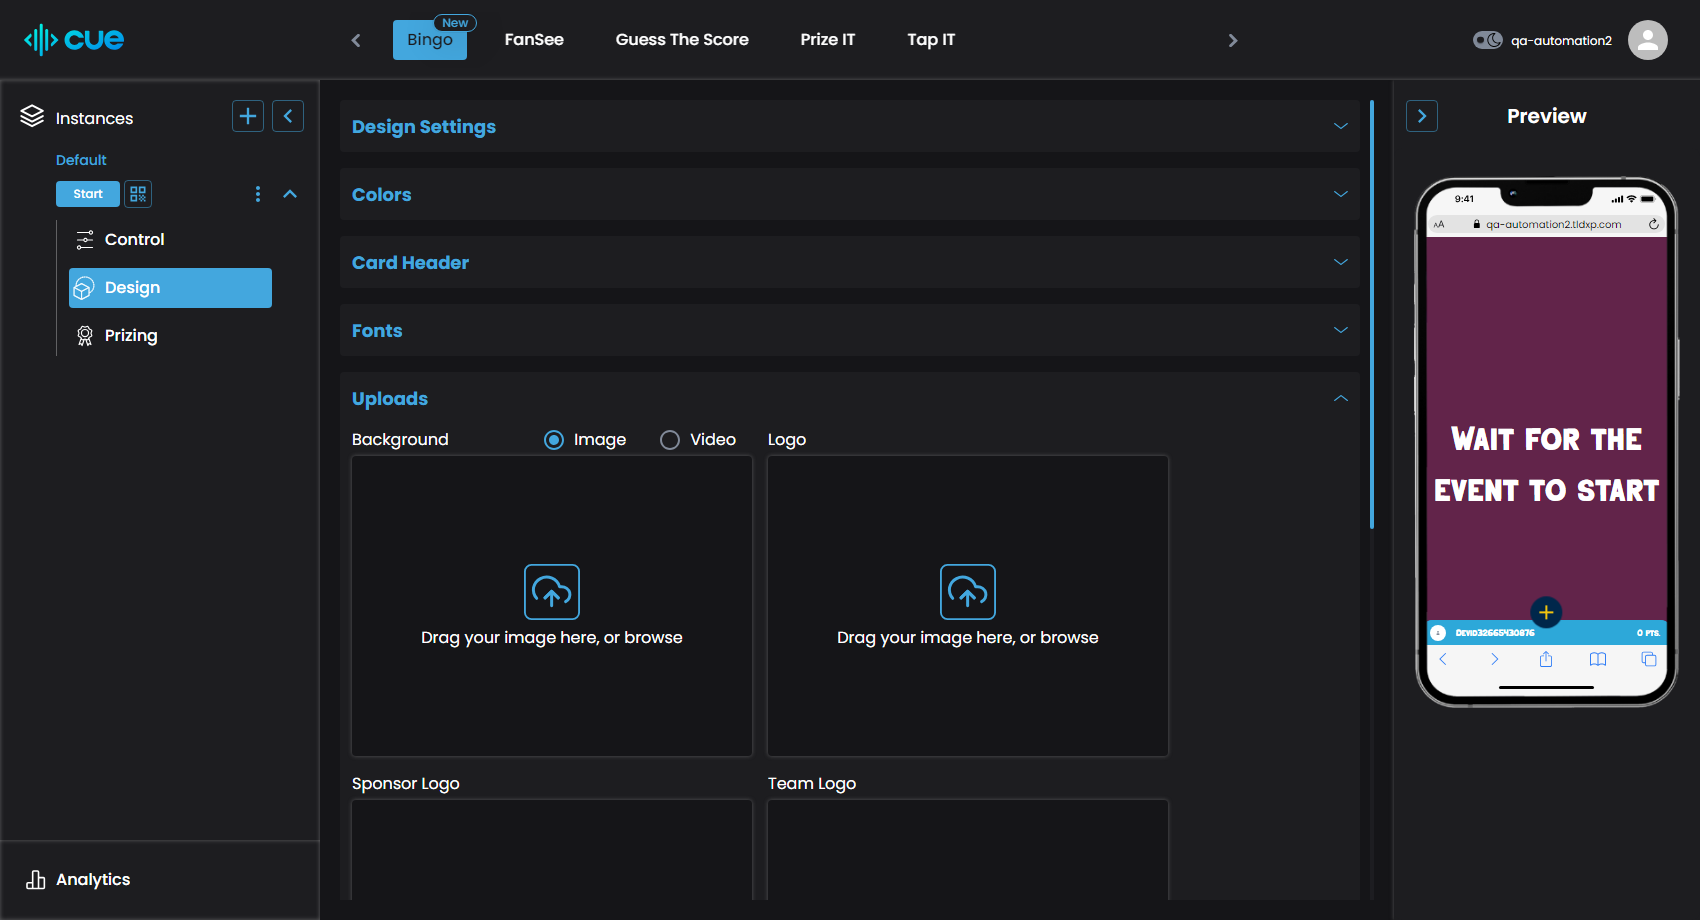 cue
Bingo
New
FanSee
Guess The Score
Prize IT
Tap IT
qa-automation2
Instances
Default
Start
Control
Design
Prizing
Analytics
Design Settings
Colors
Card Header
Fonts
Uploads
Background
Image
Video
Logo
Drag your image here, or browse
Drag your image here, or browse
Sponsor Logo
Team Logo
Preview
9:41
AA
qa-automation2.tldxp.com
WAIT FOR THE
EVENT TO START
DEVID32665430876
0 PTS.